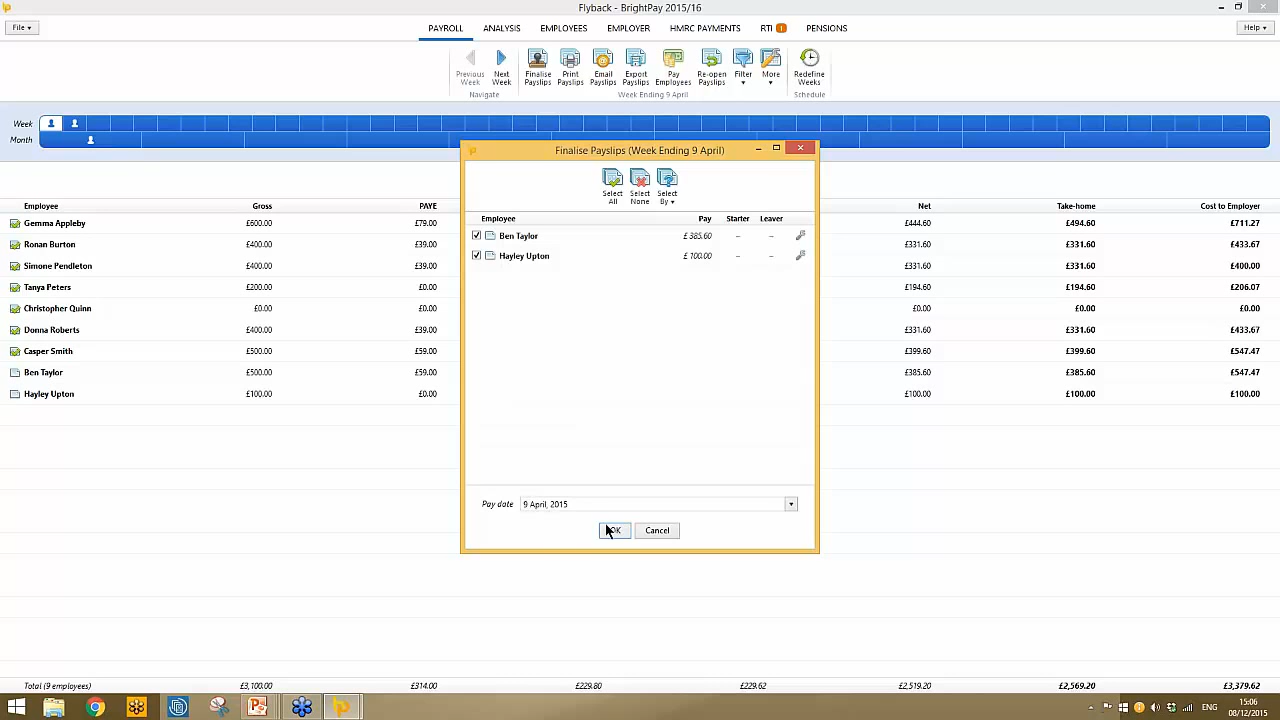 Flyback - BrightPay 2015/16
File
PAYROLL ANALYSIS EMPLOYEES EMPLOYER HMRC PAYMENTS RTI PENSIONS
Help
Previous Week
Next Week
Finalise Payslips
Print Payslips
Email Payslips
Export Payslips
Pay Employees
Re-open Payslips
Filter
More
Redefine Weeks
Navigate Week Ending 9 April Schedule
Week
Month
Finalise Payslips (Week Ending 9 April)
Select All
Select None
Select By
Employee Pay Starter Leaver
Ben Taylor £ 385.60 – –
Hayley Upton £ 100.00 – –
Pay date 9 April, 2015
OK Cancel
Employee Gross PAYE Net Take-home Cost to Employer
Gemma Appleby £600.00 £79.00 £444.60 £494.60 £711.27
Ronan Burton £400.00 £39.00 £331.60 £331.60 £433.67
Simone Pendleton £400.00 £39.00 £331.60 £331.60 £400.00
Tanya Peters £200.00 £0.00 £194.60 £194.60 £206.07
Christopher Quinn £0.00 £0.00 £0.00 £0.00 £0.00
Donna Roberts £400.00 £39.00 £331.60 £331.60 £433.67
Casper Smith £500.00 £59.00 £399.60 £399.60 £547.47
Ben Taylor £500.00 £59.00 £385.60 £385.60 £547.47
Hayley Upton £100.00 £0.00 £100.00 £100.00 £100.00
Total (9 employees) £3,100.00 £314.00 £229.80 £229.62 £2,519.20 £2,569.20 £3,379.62
ENG
15:06
08/12/2015